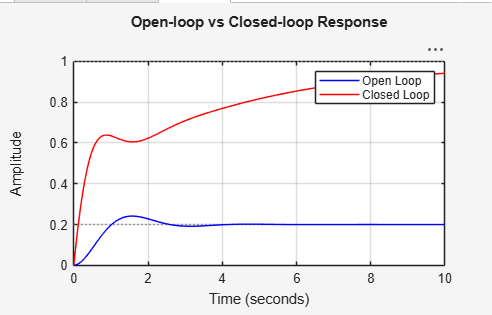 Open-loop vs Closed-loop Response
Amplitude
1
0.8
0.6
0.4
0.2
0
Open Loop
Closed Loop
0 2 4 6 8 10
Time (seconds)